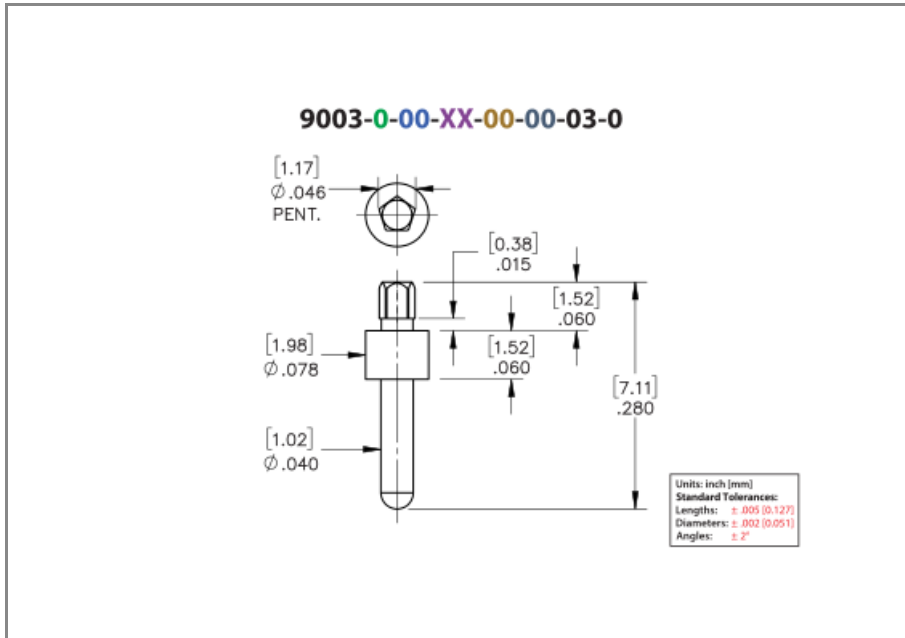 9003-0-00-XX-00-00-03-0
[1.17]
Ø.046
PENT.
[0.38]
.015
[1.52]
.060
[1.98]
Ø.078
[1.52]
.060
[7.11]
.280
[1.02]
Ø.040
Units: inch [mm]
Standard Tolerances:
Lengths: ± .005 [0.127]
Diameters: ± .002 [0.051]
Angles: ± 2°